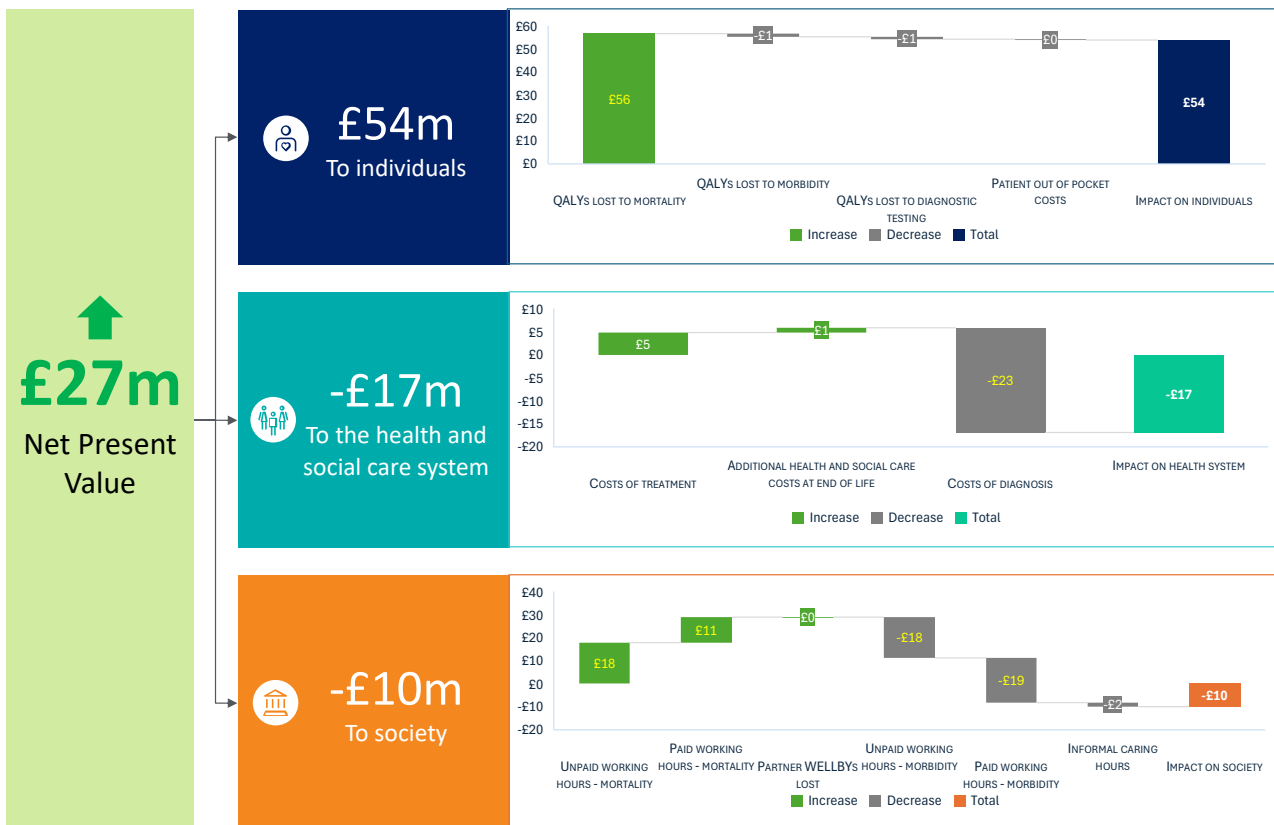 £27m
Net Present
Value
£54m
To individuals
£60
£50
£40
£30
£20
£10
£0
£56
-£1
-£1
£0
£54
QALYs lost to mortality
QALYs lost to morbidity
QALYs lost to diagnostic
testing
Patient out of pocket
costs
Impact on individuals
Increase Decrease Total
-£17m
To the health and
social care system
£10
£5
£0
-£5
-£10
-£15
-£20
£5
£1
-£23
-£17
Costs of treatment
Additional health and social care
costs at end of life
Costs of diagnosis
Impact on health system
Increase Decrease Total
-£10m
To society
£40
£30
£20
£10
£0
-£10
-£20
£18
£11
£0
-£18
-£19
-£2
-£10
Unpaid working
hours - mortality
Paid working
hours - mortality
Partner WELLBYs
lost
Unpaid working
hours - morbidity
Paid working
hours - morbidity
Informal caring
hours
Impact on society
Increase Decrease Total